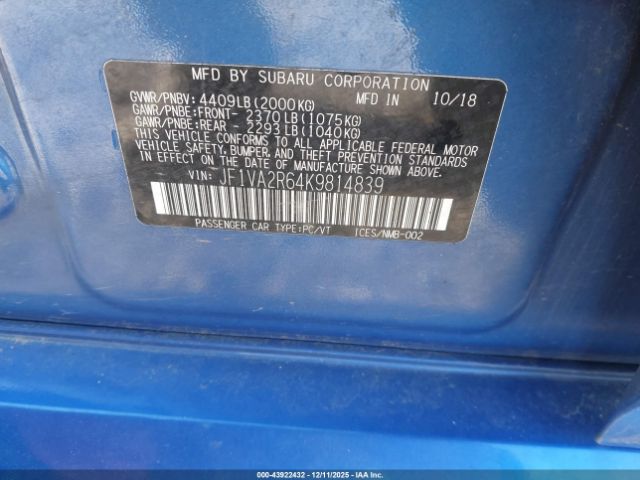 MFD BY SUBARU CORPORATION
GVWR/PNBV: 4409LB(2000KG) MFD IN 10/18
GAWR/PNBE:FRONT- 2370LB(1075KG)
GAWR/PNBE:REAR - 2293LB(1040KG)
THIS VEHICLE CONFORMS TO ALL APPLICABLE FEDERAL MOTOR
VEHICLE SAFETY, BUMPER, AND THEFT PREVENTION STANDARDS
IN EFFECT ON THE DATE OF MANUFACTURE SHOWN ABOVE.
VIN: JF1VA2R64K9814839
PASSENGER CAR TYPE:PC/VT ICES/NMB-002
000-43922432 - 12/11/2025 - COPYRIGHT IAA, LLC.